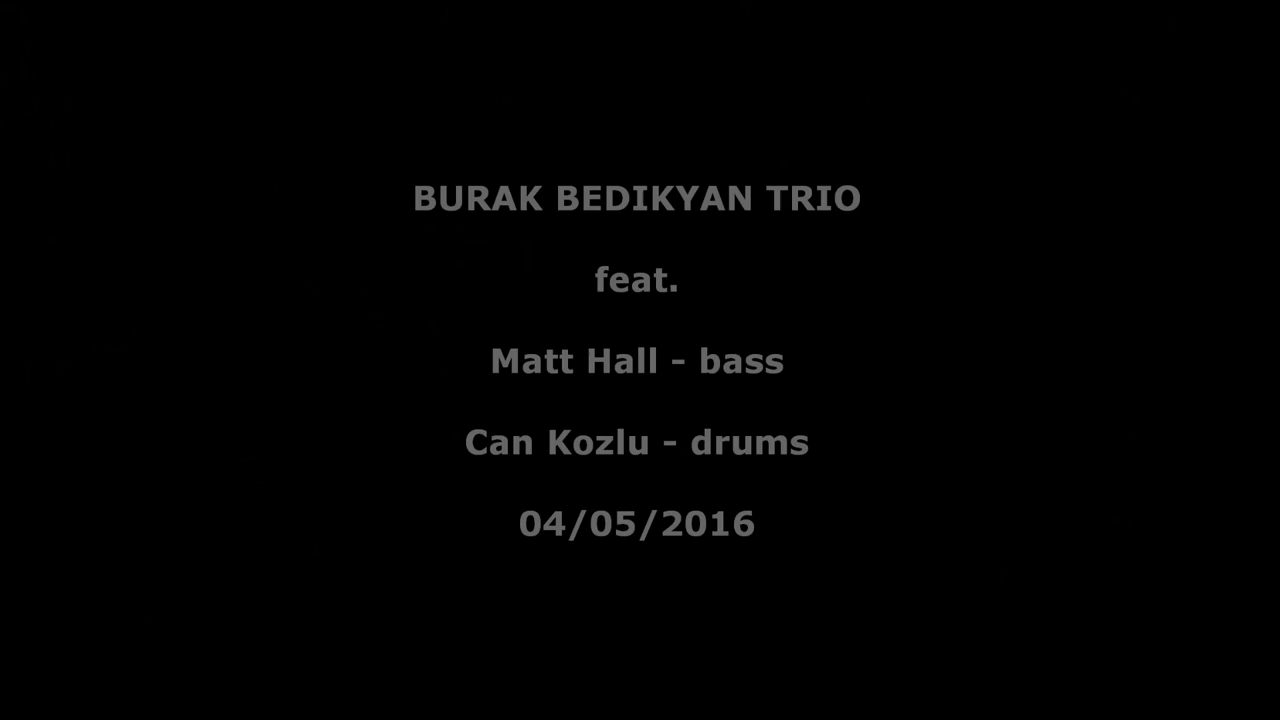 BURAK BEDIKYAN TRIO
feat.
Matt Hall - bass
Can Kozlu - drums
04/05/2016